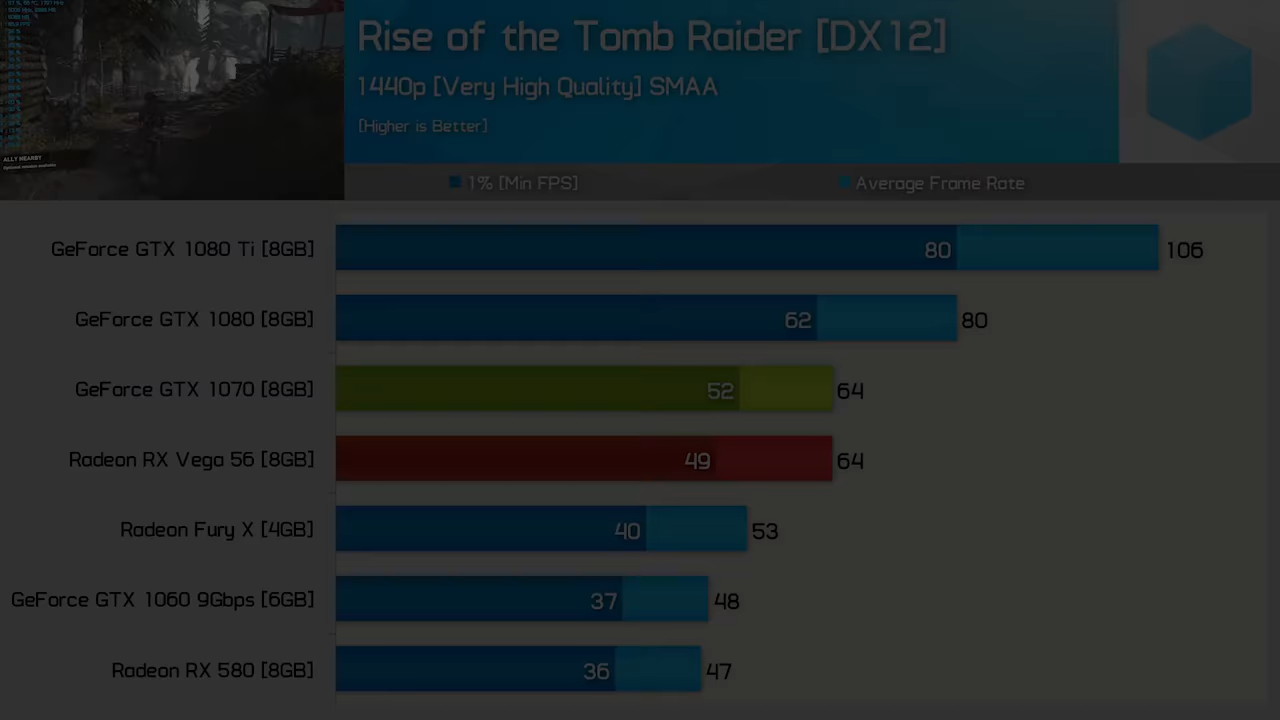 Rise of the Tomb Raider [DX12]
1440p [Very High Quality] SMAA
[Higher is Better]
ALLY NEARBY
1% [Min FPS]
Average Frame Rate
GeForce GTX 1080 Ti [8GB] 80 106
GeForce GTX 1080 [8GB] 62 80
GeForce GTX 1070 [8GB] 52 64
Radeon RX Vega 56 [8GB] 49 64
Radeon Fury X [4GB] 40 53
GeForce GTX 1060 9Gbps [6GB] 37 48
Radeon RX 580 [8GB] 36 47